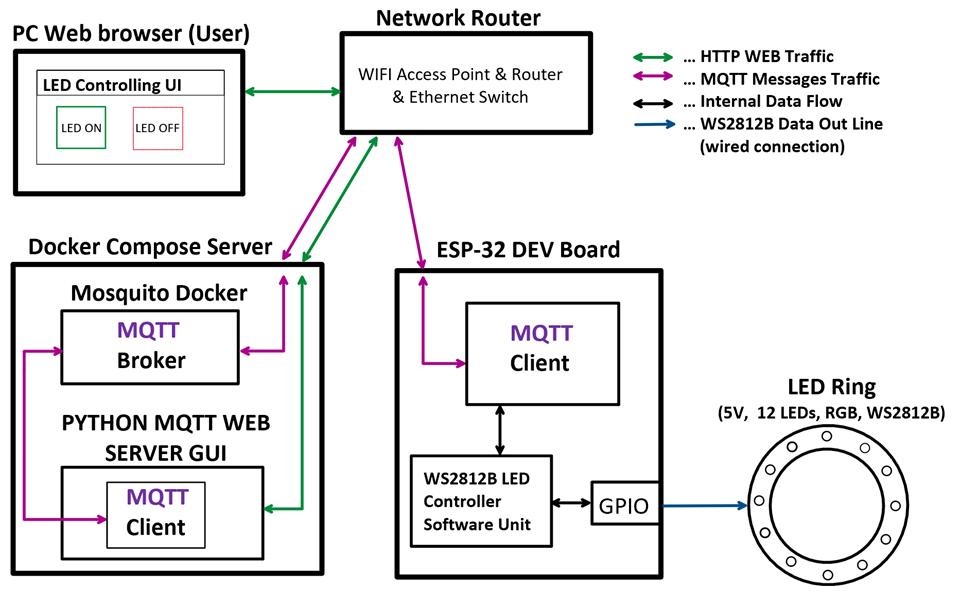 Network Router
PC Web browser (User)
WIFI Access Point & Router
& Ethernet Switch
LED Controlling UI
LED ON
LED OFF
... HTTP WEB Traffic
... MQTT Messages Traffic
... Internal Data Flow
... WS2812B Data Out Line
(wired connection)
Docker Compose Server
Mosquito Docker
MQTT
Broker
PYTHON MQTT WEB
SERVER GUI
MQTT
Client
ESP-32 DEV Board
MQTT
Client
WS2812B LED
Controller
Software Unit
GPIO
LED Ring
(5V, 12 LEDs, RGB, WS2812B)